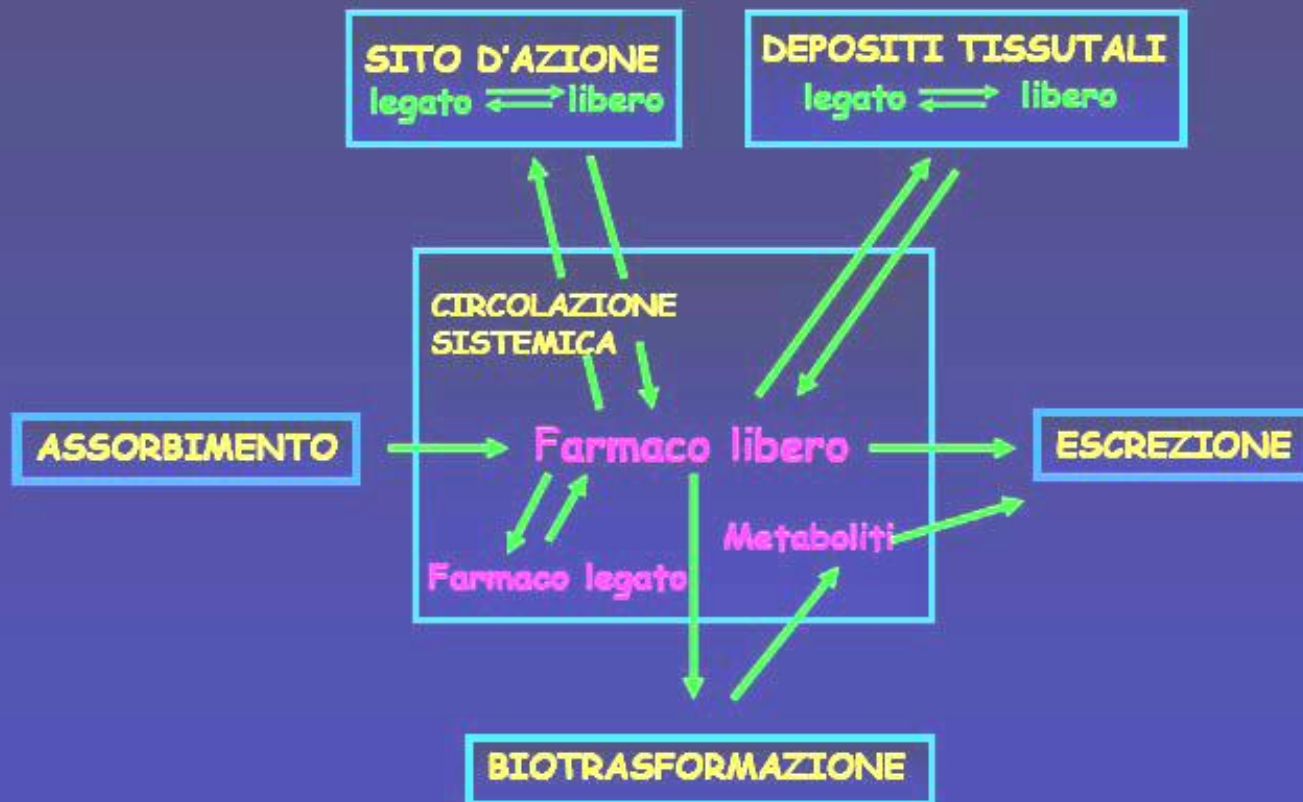 SITO D'AZIONE
legato libero
DEPOSITI TISSUTALI
legato libero
CIRCOLAZIONE
SISTEMICA
ASSORBIMENTO
Farmaco libero
ESCREZIONE
Metaboliti
Farmaco legato
BIOTRASFORMAZIONE